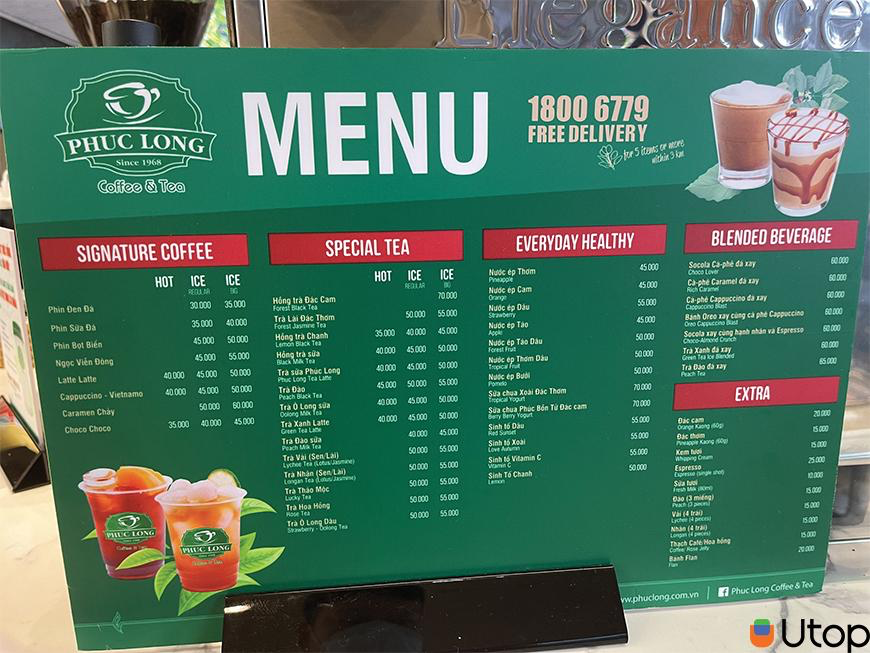 Elegance
PHUC LONG
Since 1968
Coffee & Tea
MENU
1800 6779
FREE DELIVERY
for 5 items or more
within 3 km
SIGNATURE COFFEE
HOT ICE ICE
REGULAR BIG
Phin Đen Đá 30.000 35.000
Phin Sữa Đá 35.000 40.000
Phin Bọt Biển 45.000 55.000
Ngọc Viễn Đông 45.000 55.000
Latte Latte 40.000 45.000 50.000
Cappuccino - Vietnamo 40.000 45.000 50.000
Caramen Cháy 50.000 60.000
Choco Choco 35.000 40.000 45.000
SPECIAL TEA
HOT ICE ICE
REGULAR BIG
Hồng trà Đác Cam 70.000
Forest Black Tea
Trà Lài Đác Thơm 50.000 55.000
Forest Jasmine Tea
Hồng trà Chanh 35.000 40.000 50.000
Lemon Black Tea
Hồng trà sữa 40.000 45.000 55.000
Black Milk Tea
Trà sữa Phúc Long 40.000 45.000 55.000
Phuc Long Tea Latte
Trà Đào 45.000 50.000 55.000
Peach Black Tea
Trà Ô Long sữa 40.000 45.000 55.000
Oolong Milk Tea
Trà Xanh Latte 40.000 45.000 50.000
Green Tea Latte
Trà Đào sữa 40.000 45.000
Peach Milk Tea
Trà Vải (Sen/Lài) 50.000 55.000
Lychee Tea (Lotus/Jasmine)
Trà Nhãn (Sen/Lài) 50.000 55.000
Longan Tea (Lotus/Jasmine)
Trà Thảo Mộc 50.000 55.000
Lucky Tea
Trà Hoa Hồng 50.000 55.000
Rose Tea
Trà Ô Long Dâu 50.000 55.000
Strawberry - Oolong Tea
EVERYDAY HEALTHY
Nước ép Thơm 45.000
Pineapple
Nước ép Cam 55.000
Orange
Nước ép Dâu 55.000
Strawberry
Nước ép Táo 45.000
Apple
Nước ép Táo Dâu 50.000
Forest Fruit
Nước ép Thơm Dâu 50.000
Tropical Fruit
Nước ép Bưởi 50.000
Pomelo
Sữa chua Xoài Đác Thơm 70.000
Tropical Yogurt
Sữa chua Phúc Bồn Tử Đác cam 70.000
Berry Berry Yogurt
Sinh tố Dâu 55.000
Red Sunset
Sinh tố Xoài 55.000
Love Autumn
Sinh tố Vitamin C 55.000
Vitamin C
Sinh Tố Chanh 50.000
Lemon
BLENDED BEVERAGE
Socola Cà-phê đá xay 60.000
Choco Lover
Cà-phê Caramel đá xay 60.000
Rich Caramel
Cà-phê Cappuccino đá xay 60.000
Cappuccino Blast
Bánh Oreo xay cùng cà phê Cappuccino 60.000
Oreo Cappuccino Blast
Socola xay cùng hạnh nhân và Espresso 60.000
Choco-Almond Crunch
Trà Xanh đá xay 60.000
Green Tea Ice Blended
Trà Đào đá xay 65.000
Peach Tea
EXTRA
Đác cam 20.000
Orange Kaong (60g)
Đác thơm 15.000
Pineapple Kaong (60g)
Kem tươi 15.000
Whipping Cream
Espresso 25.000
Espresso (single shot)
Sữa tươi 10.000
Fresh Milk (80ml)
Đào (3 miếng) 15.000
Peach (3 pieces)
Vải (4 trái) 15.000
Lychee (4 pieces)
Nhãn (4 trái) 15.000
Longan (4 pieces)
Thạch Café/Hoa hồng 15.000
Coffee/ Rose Jelly
Bánh Flan 20.000
Flan
PHUC LONG
Coffee & Tea
PHUC LONG
Coffee & Tea
www.phuclong.com.vn Phuc Long Coffee & Tea
Utop